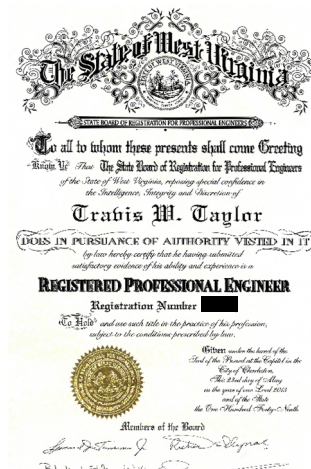 The State of West Virginia
STATE BOARD OF REGISTRATION FOR PROFESSIONAL ENGINEERS
To all to whom these presents shall come Greeting
Know Ye That The State Board of Registration for Professional Engineers
of the State of West Virginia, reposing special confidence in
the Intelligence, Integrity and Discretion of
Travis W. Taylor
DOES IN PURSUANCE OF AUTHORITY VESTED IN IT
by law hereby certify that he having submitted
satisfactory evidence of his ability and experience is a
REGISTERED PROFESSIONAL ENGINEER
Registration Number
To Hold and use such title in the practice of his profession,
subject to the conditions prescribed by law.
Given under the hand of the
Seal of the Board at the Capitol in the
City of Charleston,
This 23rd day of May
in the year of our Lord 2013
and of the State
the One Hundred Forty-Ninth
Members of the Board